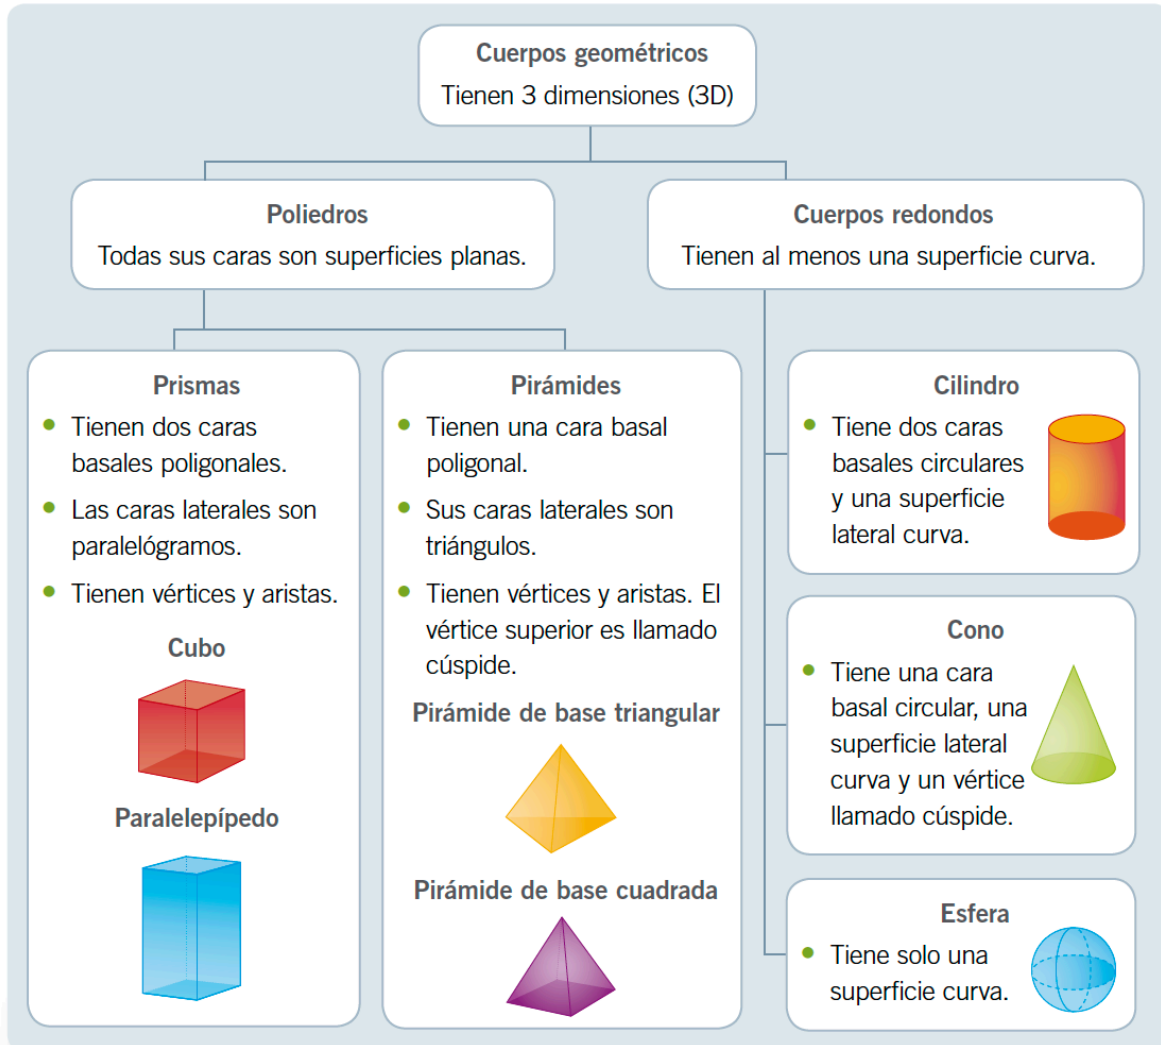 Cuerpos geométricos
Tienen 3 dimensiones (3D)
Poliedros
Todas sus caras son superficies planas.
Cuerpos redondos
Tienen al menos una superficie curva.
Prismas
Tienen dos caras
basales poligonales.
Las caras laterales son
paralelógramos.
Tienen vértices y aristas.
Cubo
Paralelepípedo
Pirámides
Tienen una cara basal
poligonal.
Sus caras laterales son
triángulos.
Tienen vértices y aristas. El
vértice superior es llamado
cúspide.
Pirámide de base triangular
Pirámide de base cuadrada
Cilindro
Tiene dos caras
basales circulares
y una superficie
lateral curva.
Cono
Tiene una cara
basal circular, una
superficie lateral
curva y un vértice
llamado cúspide.
Esfera
Tiene solo una
superficie curva.